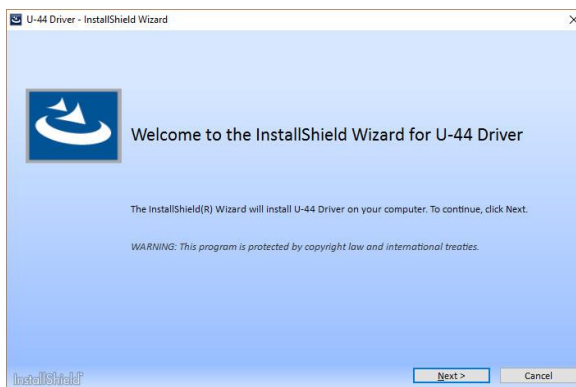 U-44 Driver - InstallShield Wizard
Welcome to the InstallShield Wizard for U-44 Driver
The InstallShield(R) Wizard will install U-44 Driver on your computer. To continue, click Next.
WARNING: This program is protected by copyright law and international treaties.
InstallShield
Next >
Cancel